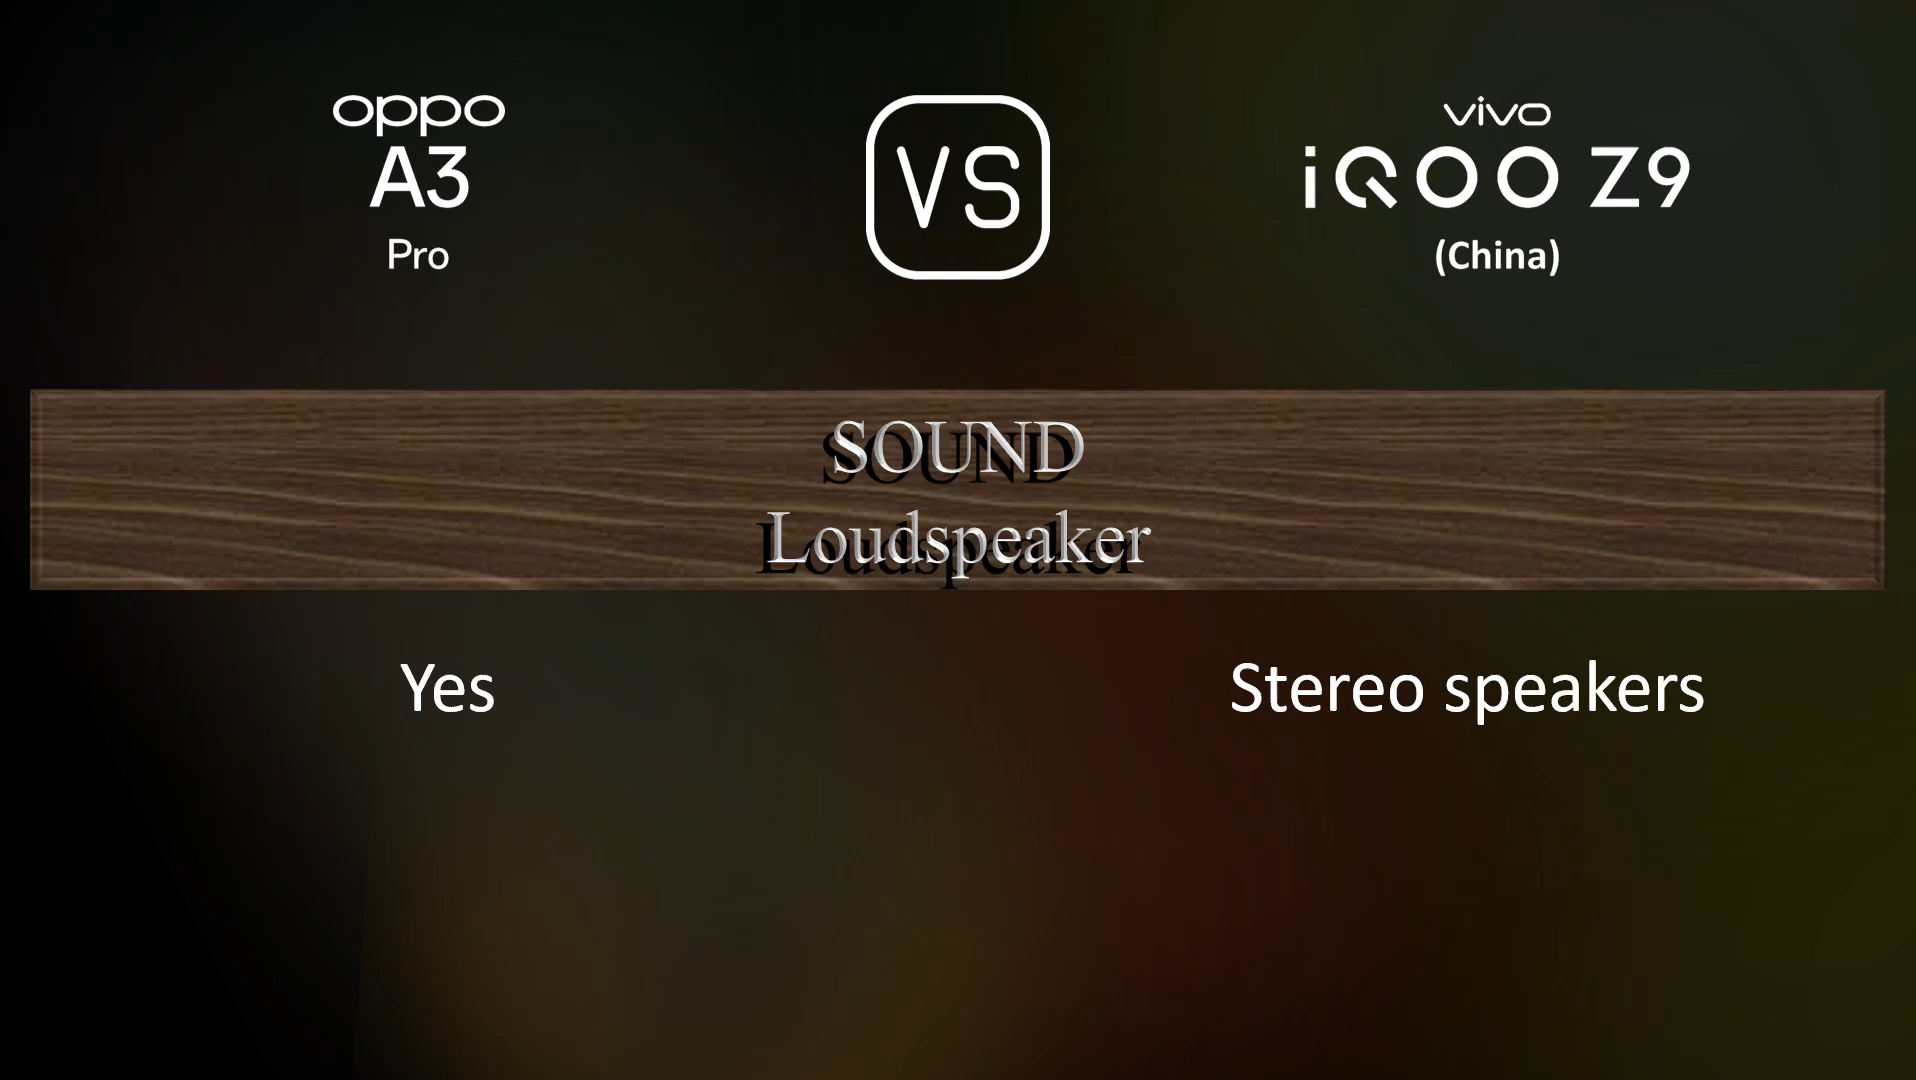 oppo
A3
Pro
VS
vivo
iQOO Z9
(China)
SOUND
Loudspeaker
Yes
Stereo speakers